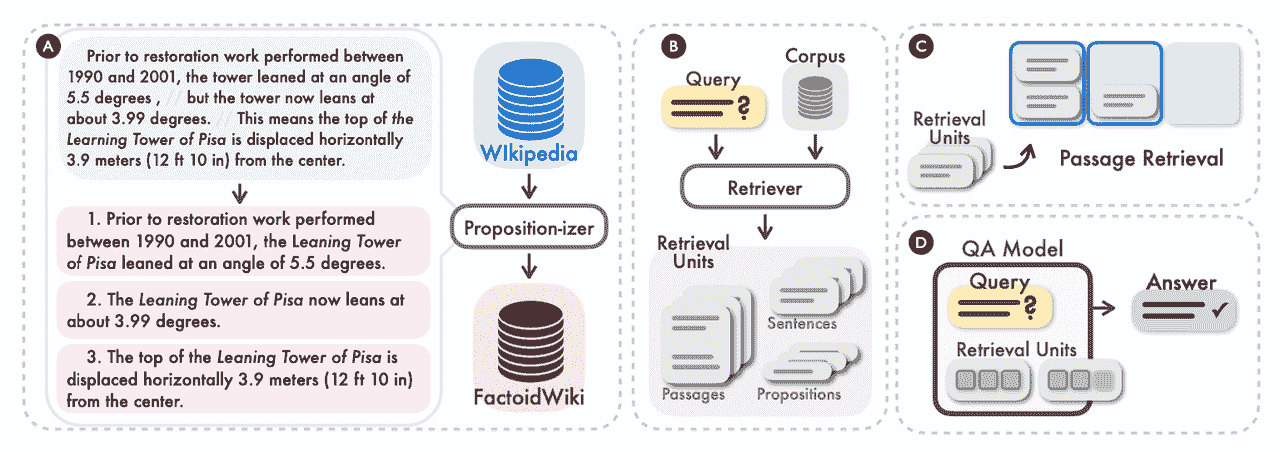 A
Prior to restoration work performed between
1990 and 2001, the tower leaned at an angle of
5.5 degrees , // but the tower now leans at
about 3.99 degrees. // This means the top of the
Learning Tower of Pisa is displaced horizontally
3.9 meters (12 ft 10 in) from the center.
1. Prior to restoration work performed
between 1990 and 2001, the Leaning Tower
of Pisa leaned at an angle of 5.5 degrees.
2. The Leaning Tower of Pisa now leans at
about 3.99 degrees.
3. The top of the Leaning Tower of Pisa is
displaced horizontally 3.9 meters (12 ft 10 in)
from the center.
WIkipedia
Proposition-izer
FactoidWiki
B
Query
?
Corpus
Retriever
Retrieval
Units
Passages
Sentences
Propositions
C
Retrieval
Units
Passage Retrieval
D
QA Model
Query
?
Retrieval Units
Answer